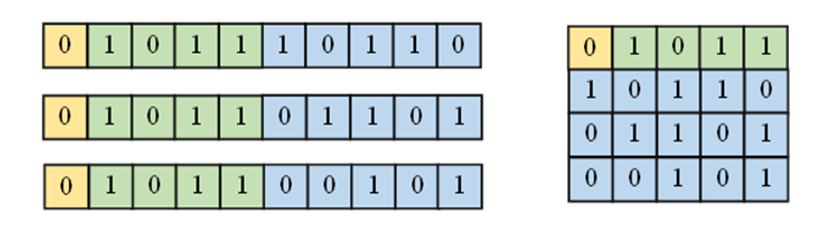 0 1 0 1 1 1 0 1 1 0
0 1 0 1 1 0 1 1 0 1
0 1 0 1 1 0 0 1 0 1
0 1 0 1 1
1 0 1 1 0
0 1 1 0 1
0 0 1 0 1